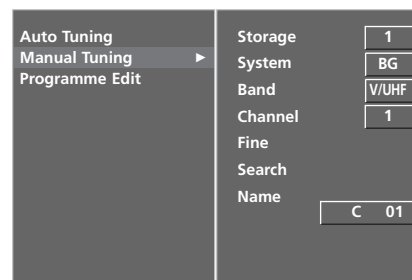 Auto Tuning
Manual Tuning ►
Programme Edit
Storage 1
System BG
Band V/UHF
Channel 1
Fine
Search
Name
C 01